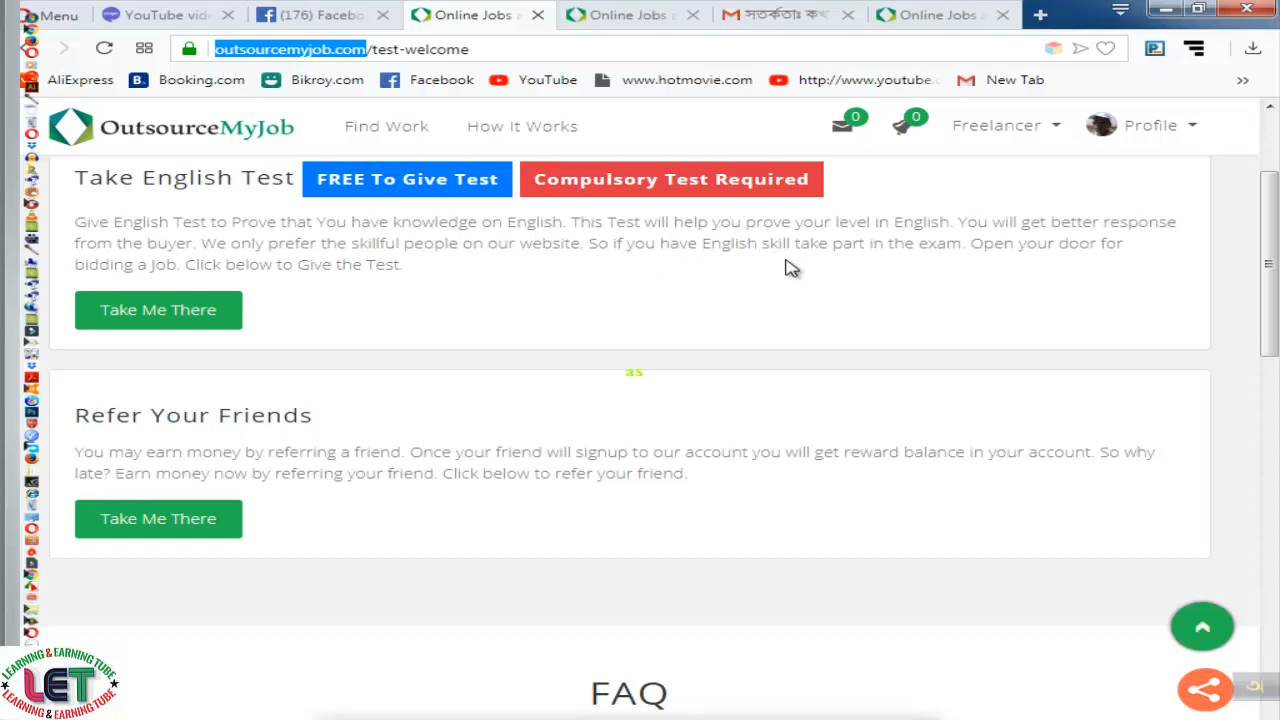 Menu
YouTube vid
(176) Facebo
Online Jobs a
Online Jobs a
সতর্কতাঃ কখ
Online Jobs a
outsourcemyjob.com/test-welcome
AliExpress
Booking.com
Bikroy.com
Facebook
YouTube
www.hotmovie.com
http://www.youtube.c
New Tab
OutsourceMyJob
Find Work
How It Works
0
0
Freelancer
Profile
Take English Test
FREE To Give Test
Compulsory Test Required
Give English Test to Prove that You have knowledge on English. This Test will help you prove your level in English. You will get better response
from the buyer. We only prefer the skillful people on our website. So if you have English skill take part in the exam. Open your door for
bidding a Job. Click below to Give the Test.
Take Me There
as
Refer Your Friends
You may earn money by referring a friend. Once your friend will signup to our account you will get reward balance in your account. So why
late? Earn money now by referring your friend. Click below to refer your friend.
Take Me There
FAQ
LEARNING & EARNING TUBE
LET
LEARNING & EARNING TUBE